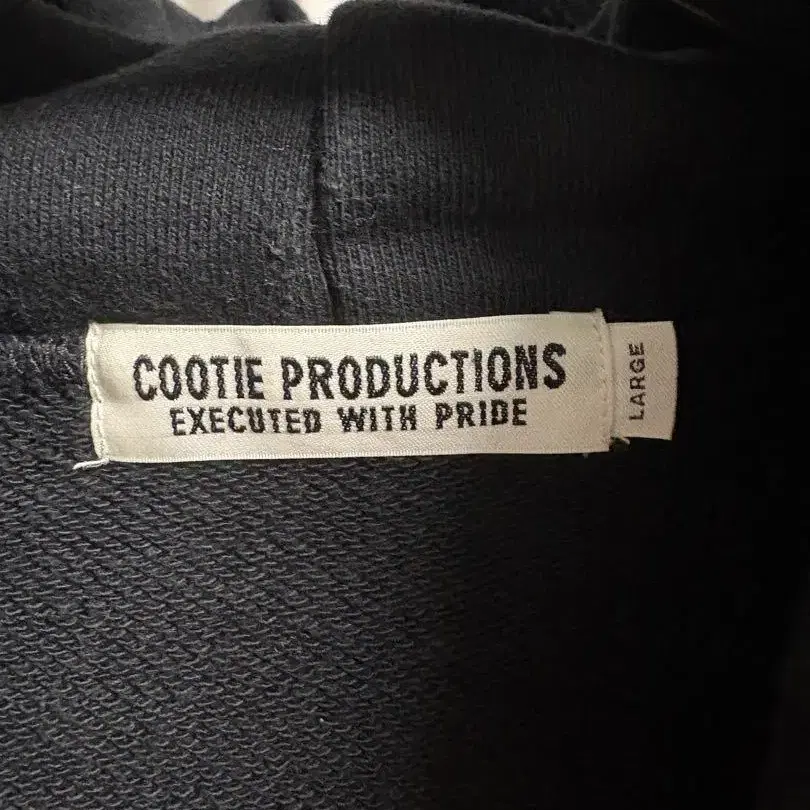 COOTIE PRODUCTIONS
EXECUTED WITH PRIDE
LARGE